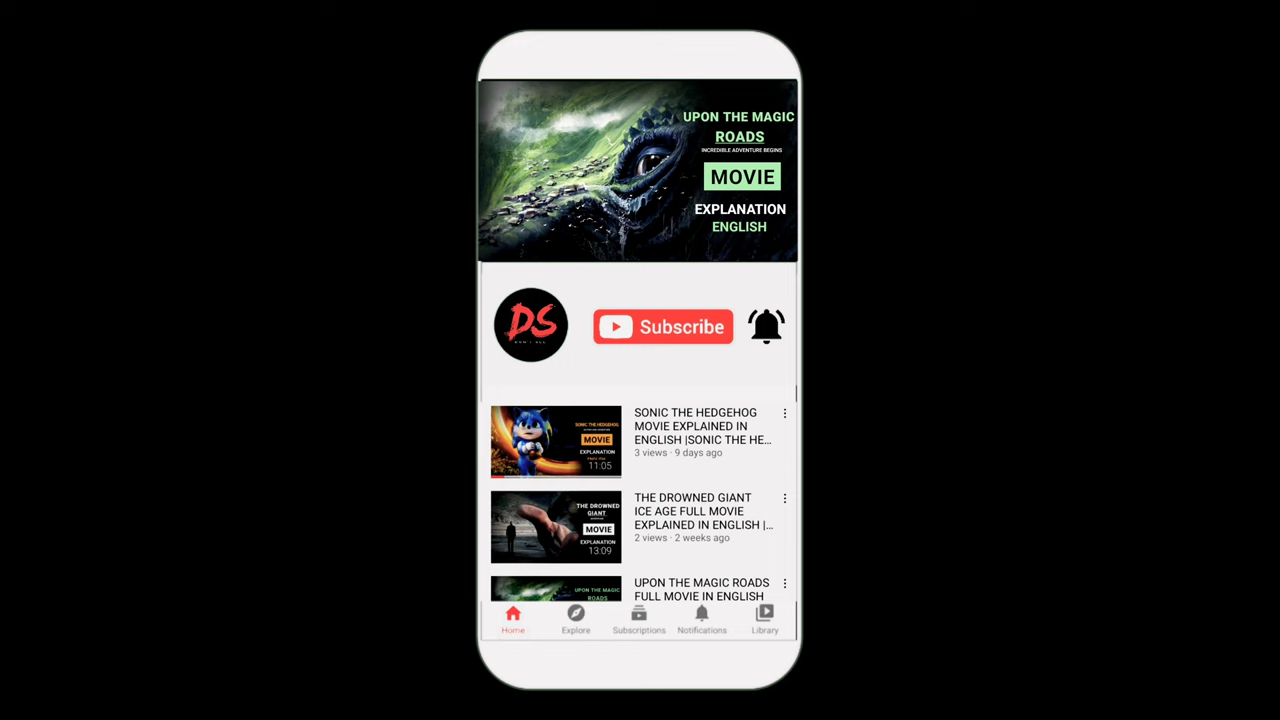 UPON THE MAGIC
ROADS
INCREDIBLE ADVENTURE BEGINS
MOVIE
EXPLANATION
ENGLISH
DS
Subscribe
SONIC THE HEDGEHOG
MOVIE
EXPLANATION
11:05
SONIC THE HEDGEHOG
MOVIE EXPLAINED IN
ENGLISH |SONIC THE HE...
3 views · 9 days ago
THE DROWNED
GIANT
MOVIE
EXPLANATION
13:09
THE DROWNED GIANT
ICE AGE FULL MOVIE
EXPLAINED IN ENGLISH |...
2 views · 2 weeks ago
UPON THE MAGIC
ROADS
UPON THE MAGIC ROADS
FULL MOVIE IN ENGLISH
Home
Explore
Subscriptions
Notifications
Library